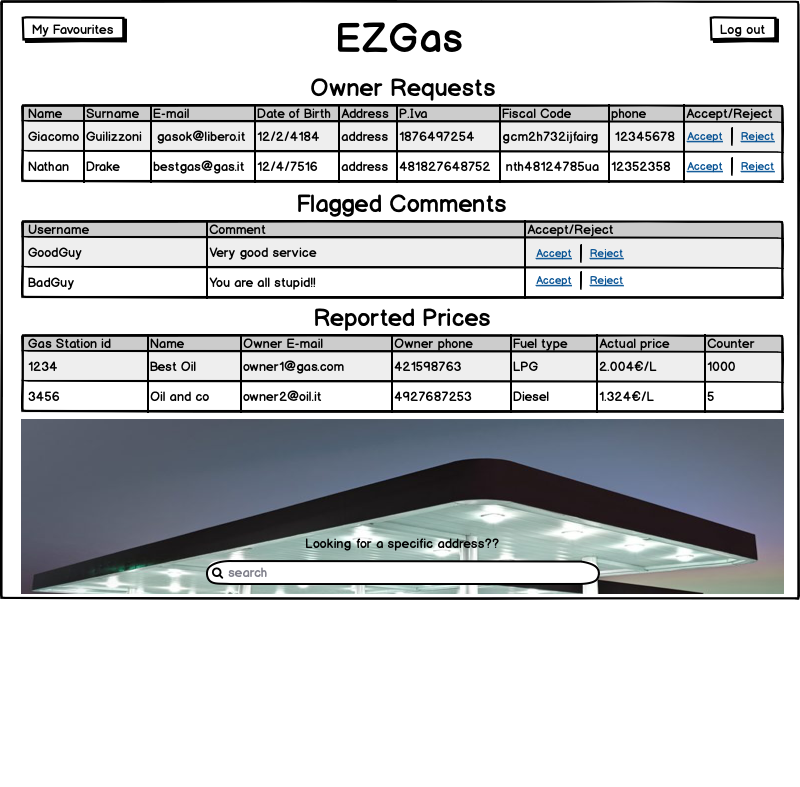 My Favourites EZGas Log out
Owner Requests
Name Surname E-mail Date of Birth Address P.Iva Fiscal Code phone Accept/Reject
Giacomo Guilizzoni gasok@libero.it 12/2/4184 address 1876497254 gcm2h732ijfairg 12345678 Accept | Reject
Nathan Drake bestgas@gas.it 12/4/7516 address 481827648752 nth48124785ua 12352358 Accept | Reject
Flagged Comments
Username Comment Accept/Reject
GoodGuy Very good service Accept | Reject
BadGuy You are all stupid!! Accept | Reject
Reported Prices
Gas Station id Name Owner E-mail Owner phone Fuel type Actual price Counter
1234 Best Oil owner1@gas.com 421598763 LPG 2.004€/L 1000
3456 Oil and co owner2@oil.it 4927687253 Diesel 1.324€/L 5
Looking for a specific address??
search